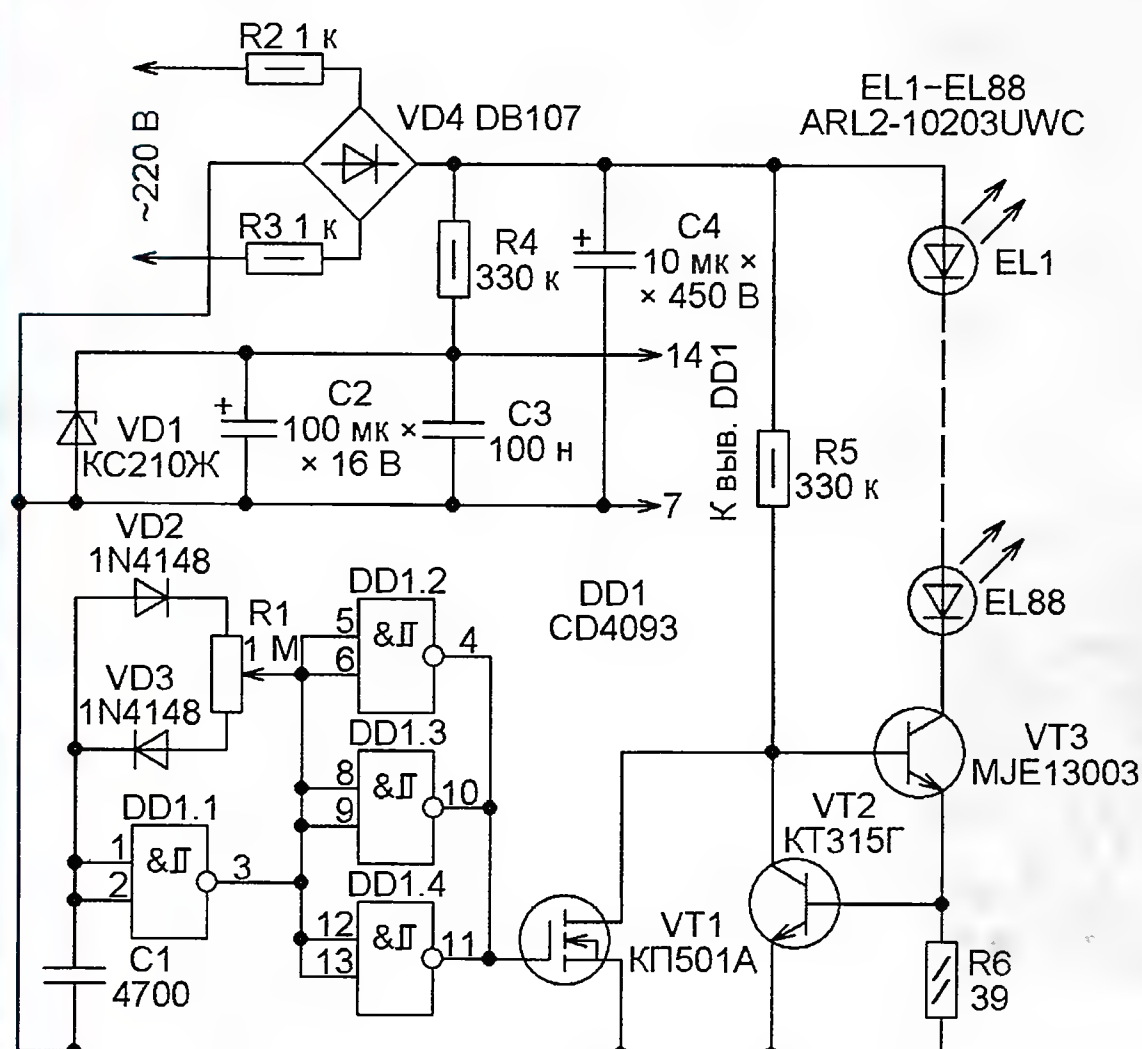 R2 1 к
~220 В
VD4 DB107
EL1-EL88
ARL2-10203UWC
R3 1 к
R4
330 к
+
C4
10 мк ×
× 450 В
EL1
14
К выв. DD1
7
+
C2
100 мк ×
× 16 В
C3
100 н
VD1
КС210Ж
R5
330 к
VD2
1N4148
R1
1 М
VD3
1N4148
DD1.2
5
6
&
4
DD1
CD4093
EL88
DD1.3
8
9
&
10
VT3
MJE13003
DD1.1
1
2
&
3
VT2
КТ315Г
DD1.4
12
13
&
11
VT1
КП501А
C1
4700
R6
39